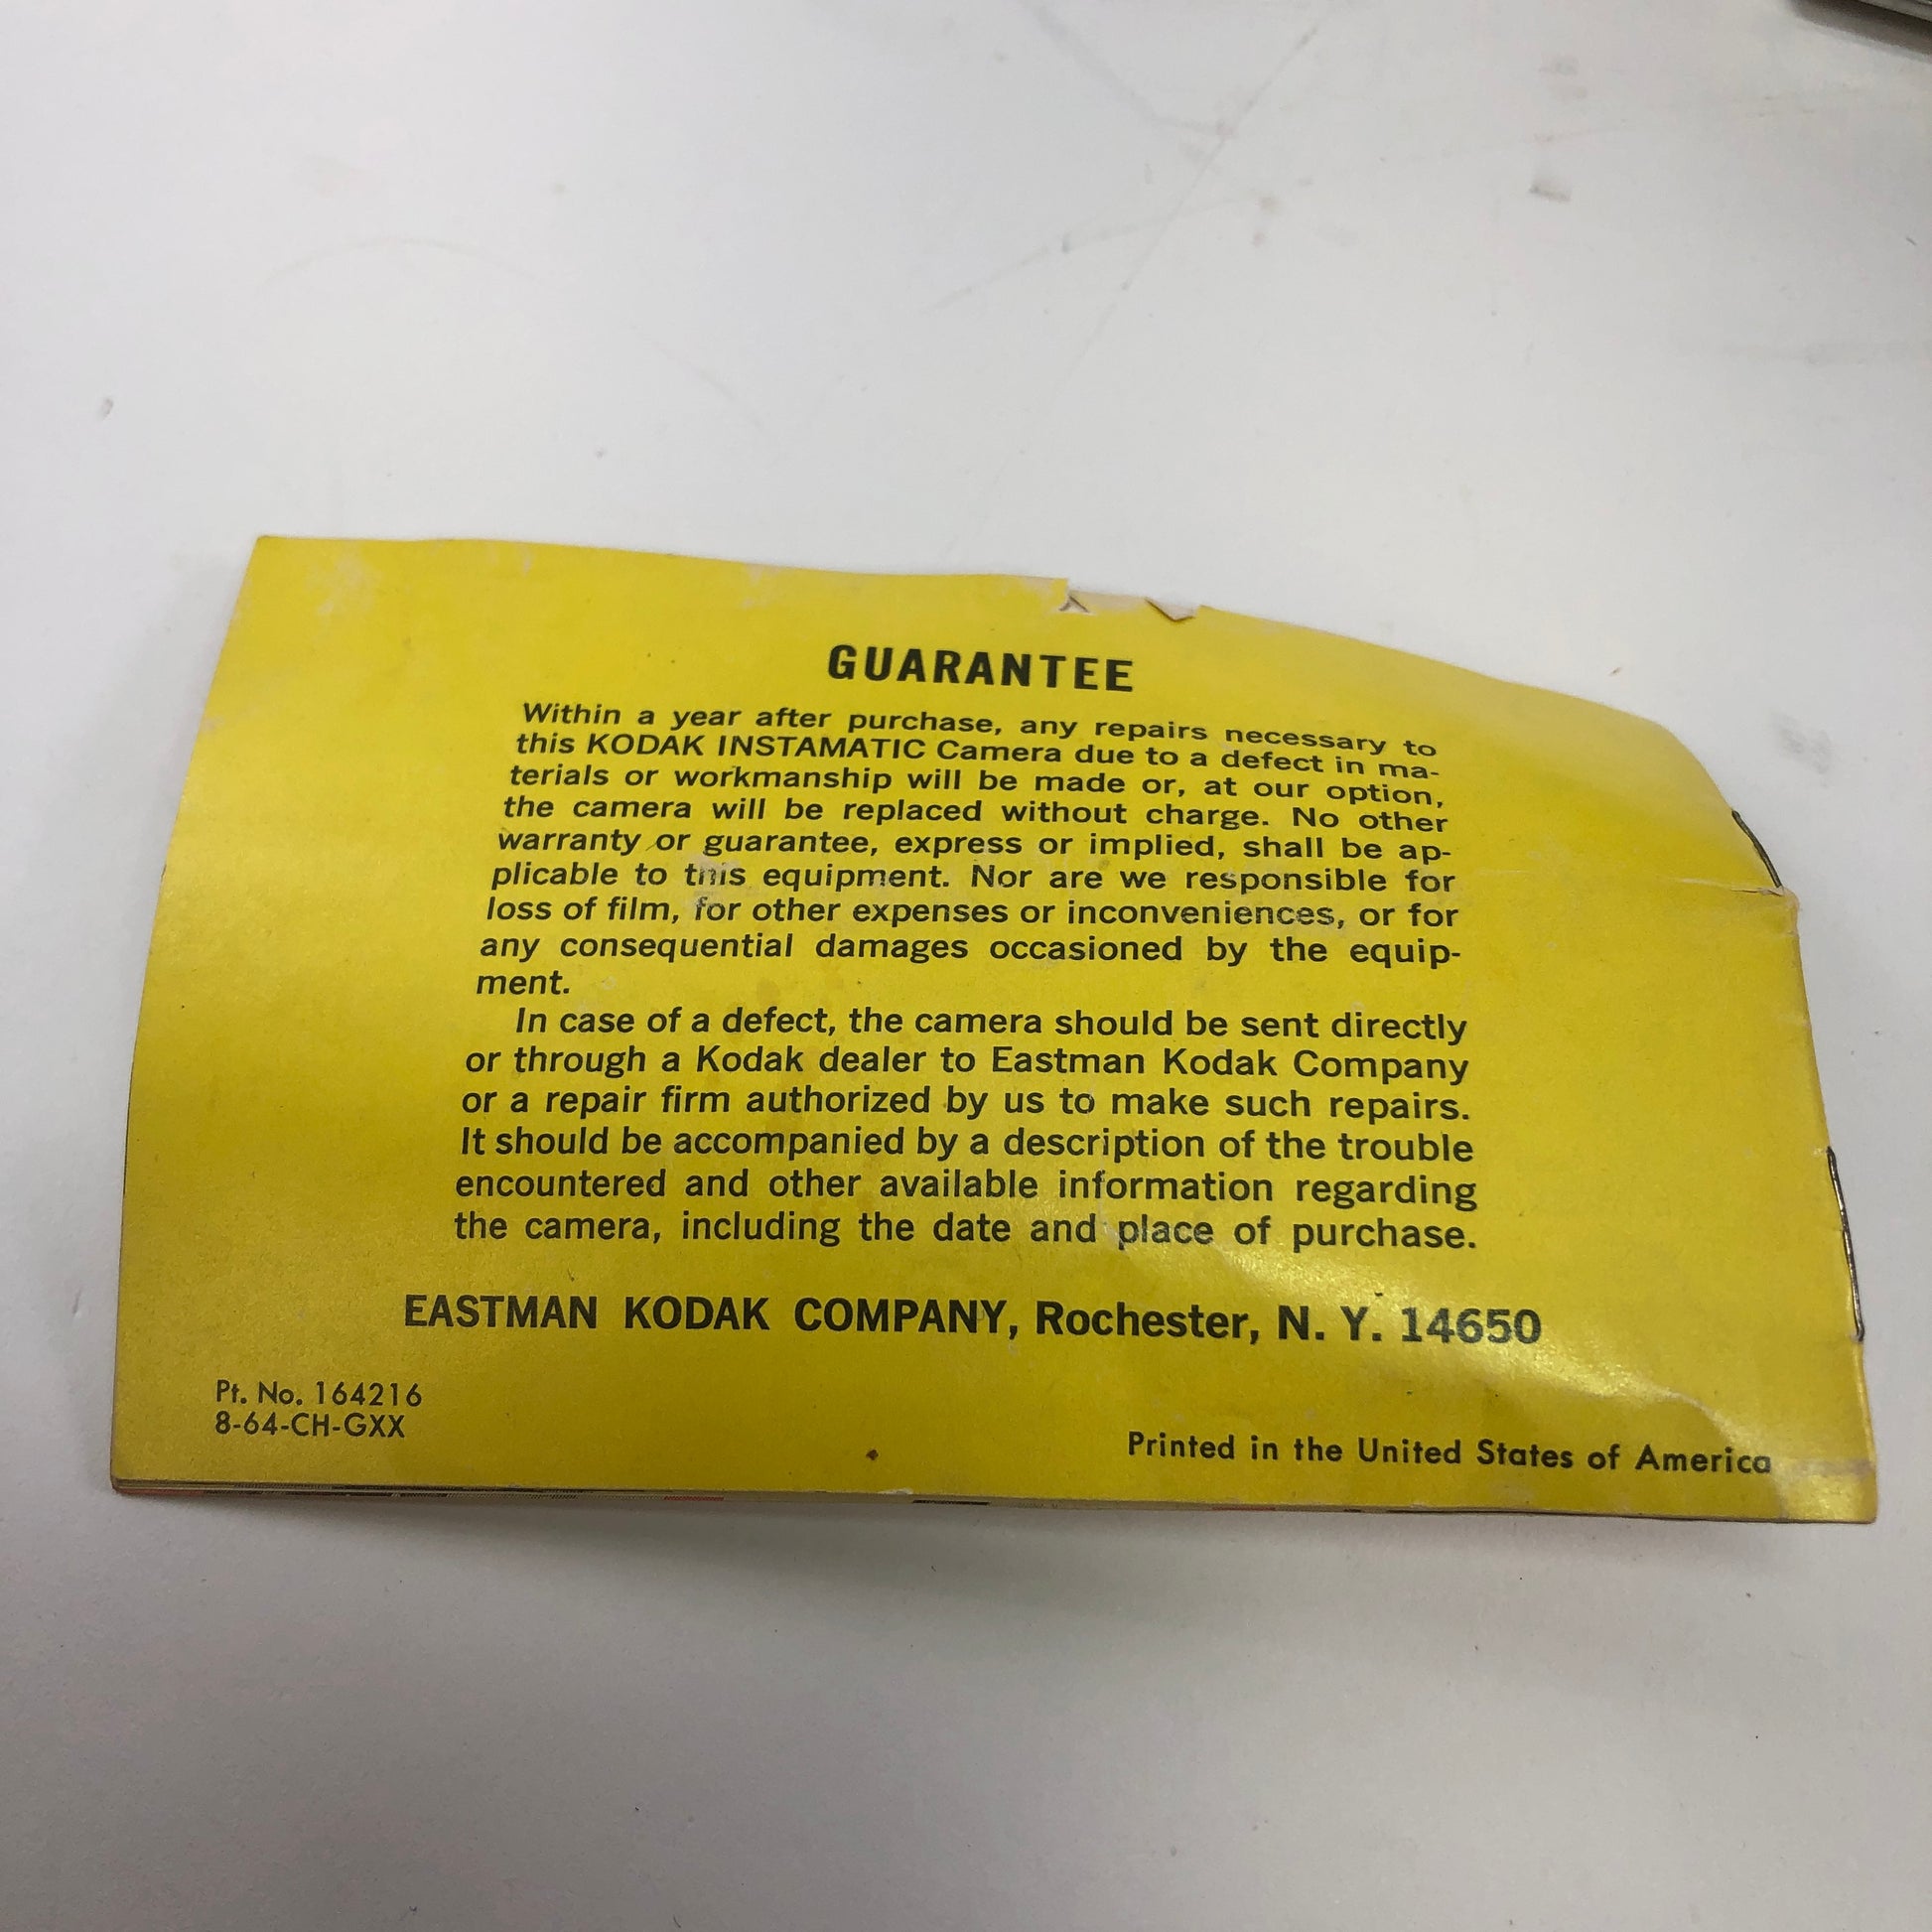 GUARANTEE
Within a year after purchase, any repairs necessary to
this KODAK INSTAMATIC Camera due to a defect in ma-
terials or workmanship will be made or, at our option,
the camera will be replaced without charge. No other
warranty or guarantee, express or implied, shall be ap-
plicable to this equipment. Nor are we responsible for
loss of film, for other expenses or inconveniences, or for
any consequential damages occasioned by the equip-
ment.
In case of a defect, the camera should be sent directly
or through a Kodak dealer to Eastman Kodak Company
or a repair firm authorized by us to make such repairs.
It should be accompanied by a description of the trouble
encountered and other available information regarding
the camera, including the date and place of purchase.
EASTMAN KODAK COMPANY, Rochester, N. Y. 14650
Pt. No. 164216
8-64-CH-GXX
Printed in the United States of America